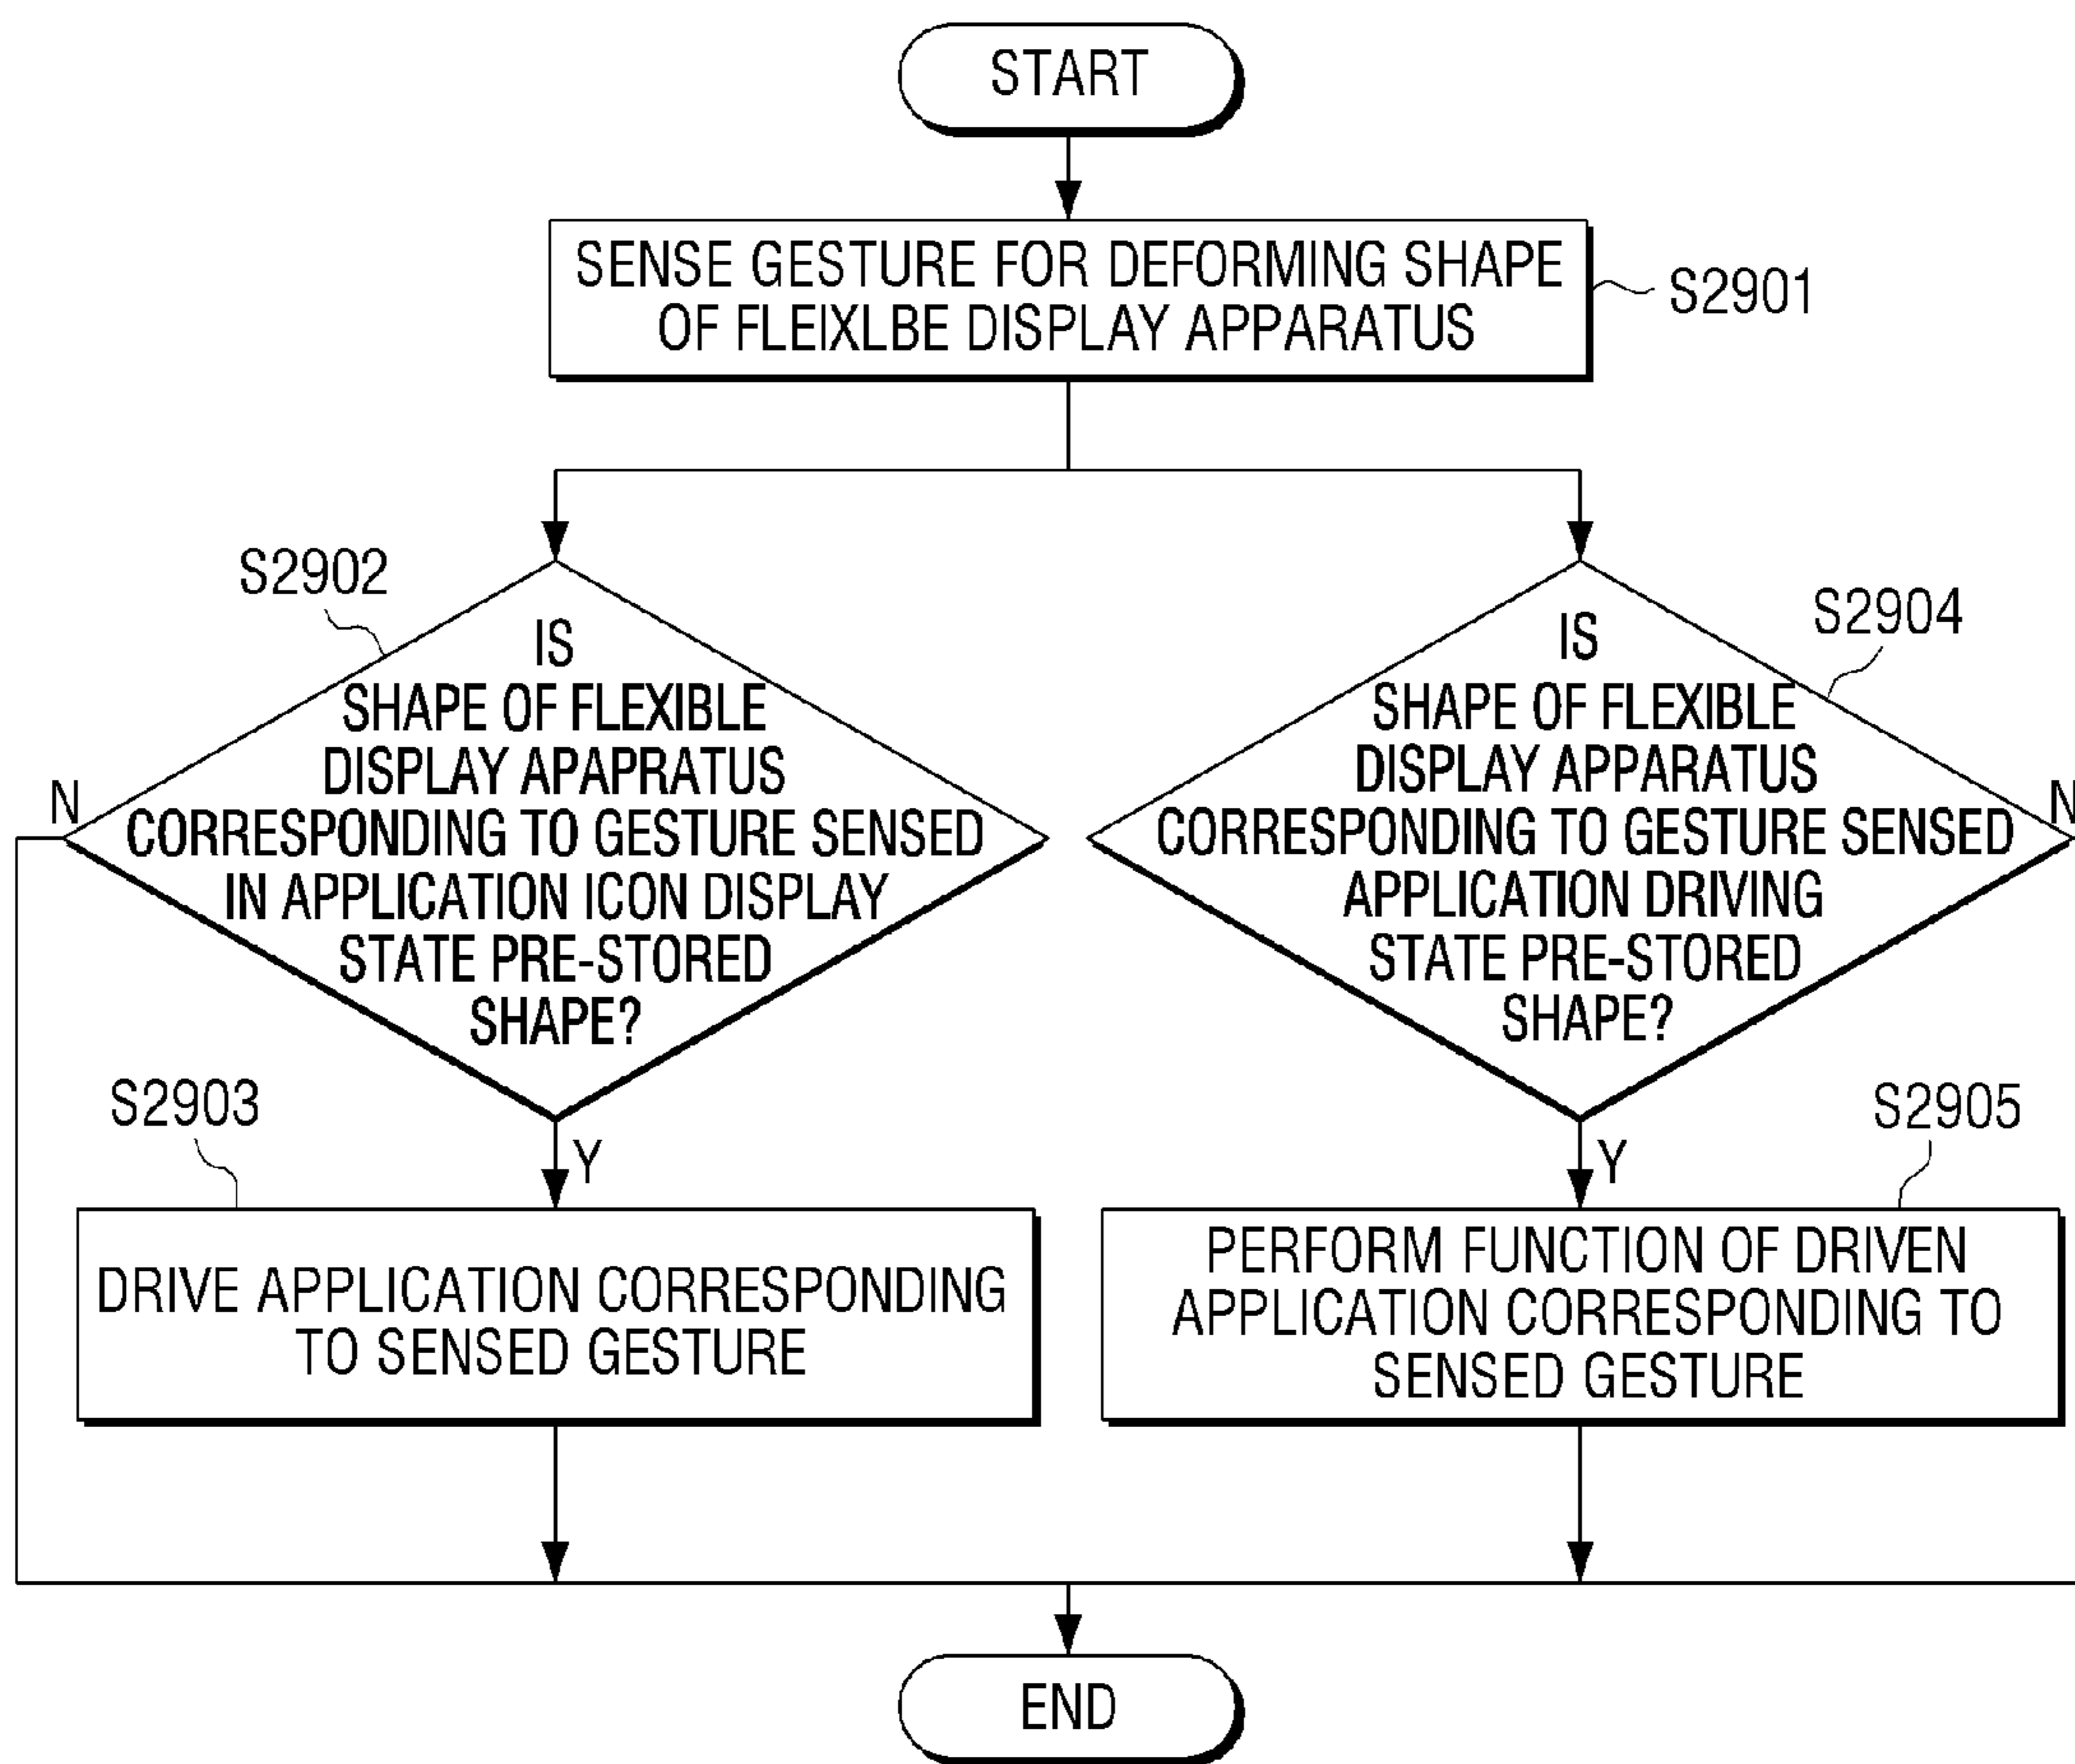 START
SENSE GESTURE FOR DEFORMING SHAPE
OF FLEIXLBE DISPLAY APPARATUS
S2901
S2902
IS
SHAPE OF FLEXIBLE
DISPLAY APAPRATUS
CORRESPONDING TO GESTURE SENSED
IN APPLICATION ICON DISPLAY
STATE PRE-STORED
SHAPE?
N
Y
S2904
IS
SHAPE OF FLEXIBLE
DISPLAY APPARATUS
CORRESPONDING TO GESTURE SENSED
APPLICATION DRIVING
STATE PRE-STORED
SHAPE?
N
Y
S2903
DRIVE APPLICATION CORRESPONDING
TO SENSED GESTURE
S2905
PERFORM FUNCTION OF DRIVEN
APPLICATION CORRESPONDING TO
SENSED GESTURE
END